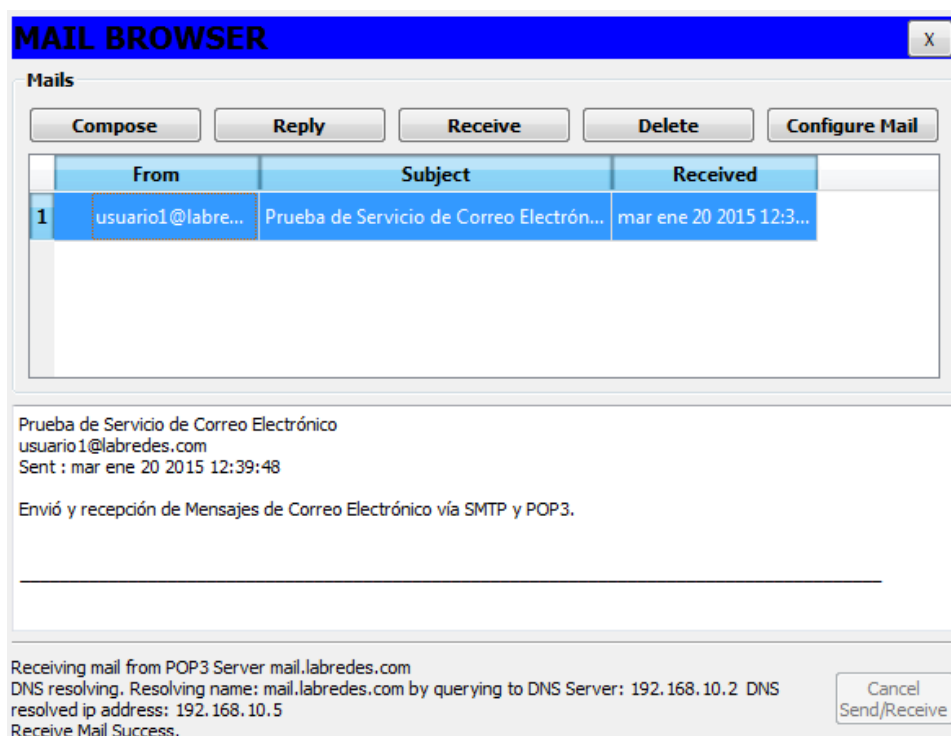 MAIL BROWSER
X
Mails
Compose Reply Receive Delete Configure Mail
From Subject Received
1 usuario1@labre... Prueba de Servicio de Correo Electrón... mar ene 20 2015 12:3...
Prueba de Servicio de Correo Electrónico
usuario1@labredes.com
Sent : mar ene 20 2015 12:39:48
Envió y recepción de Mensajes de Correo Electrónico vía SMTP y POP3.
Receiving mail from POP3 Server mail.labredes.com
DNS resolving. Resolving name: mail.labredes.com by querying to DNS Server: 192.168.10.2 DNS
resolved ip address: 192.168.10.5
Receive Mail Success.
Cancel
Send/Receive